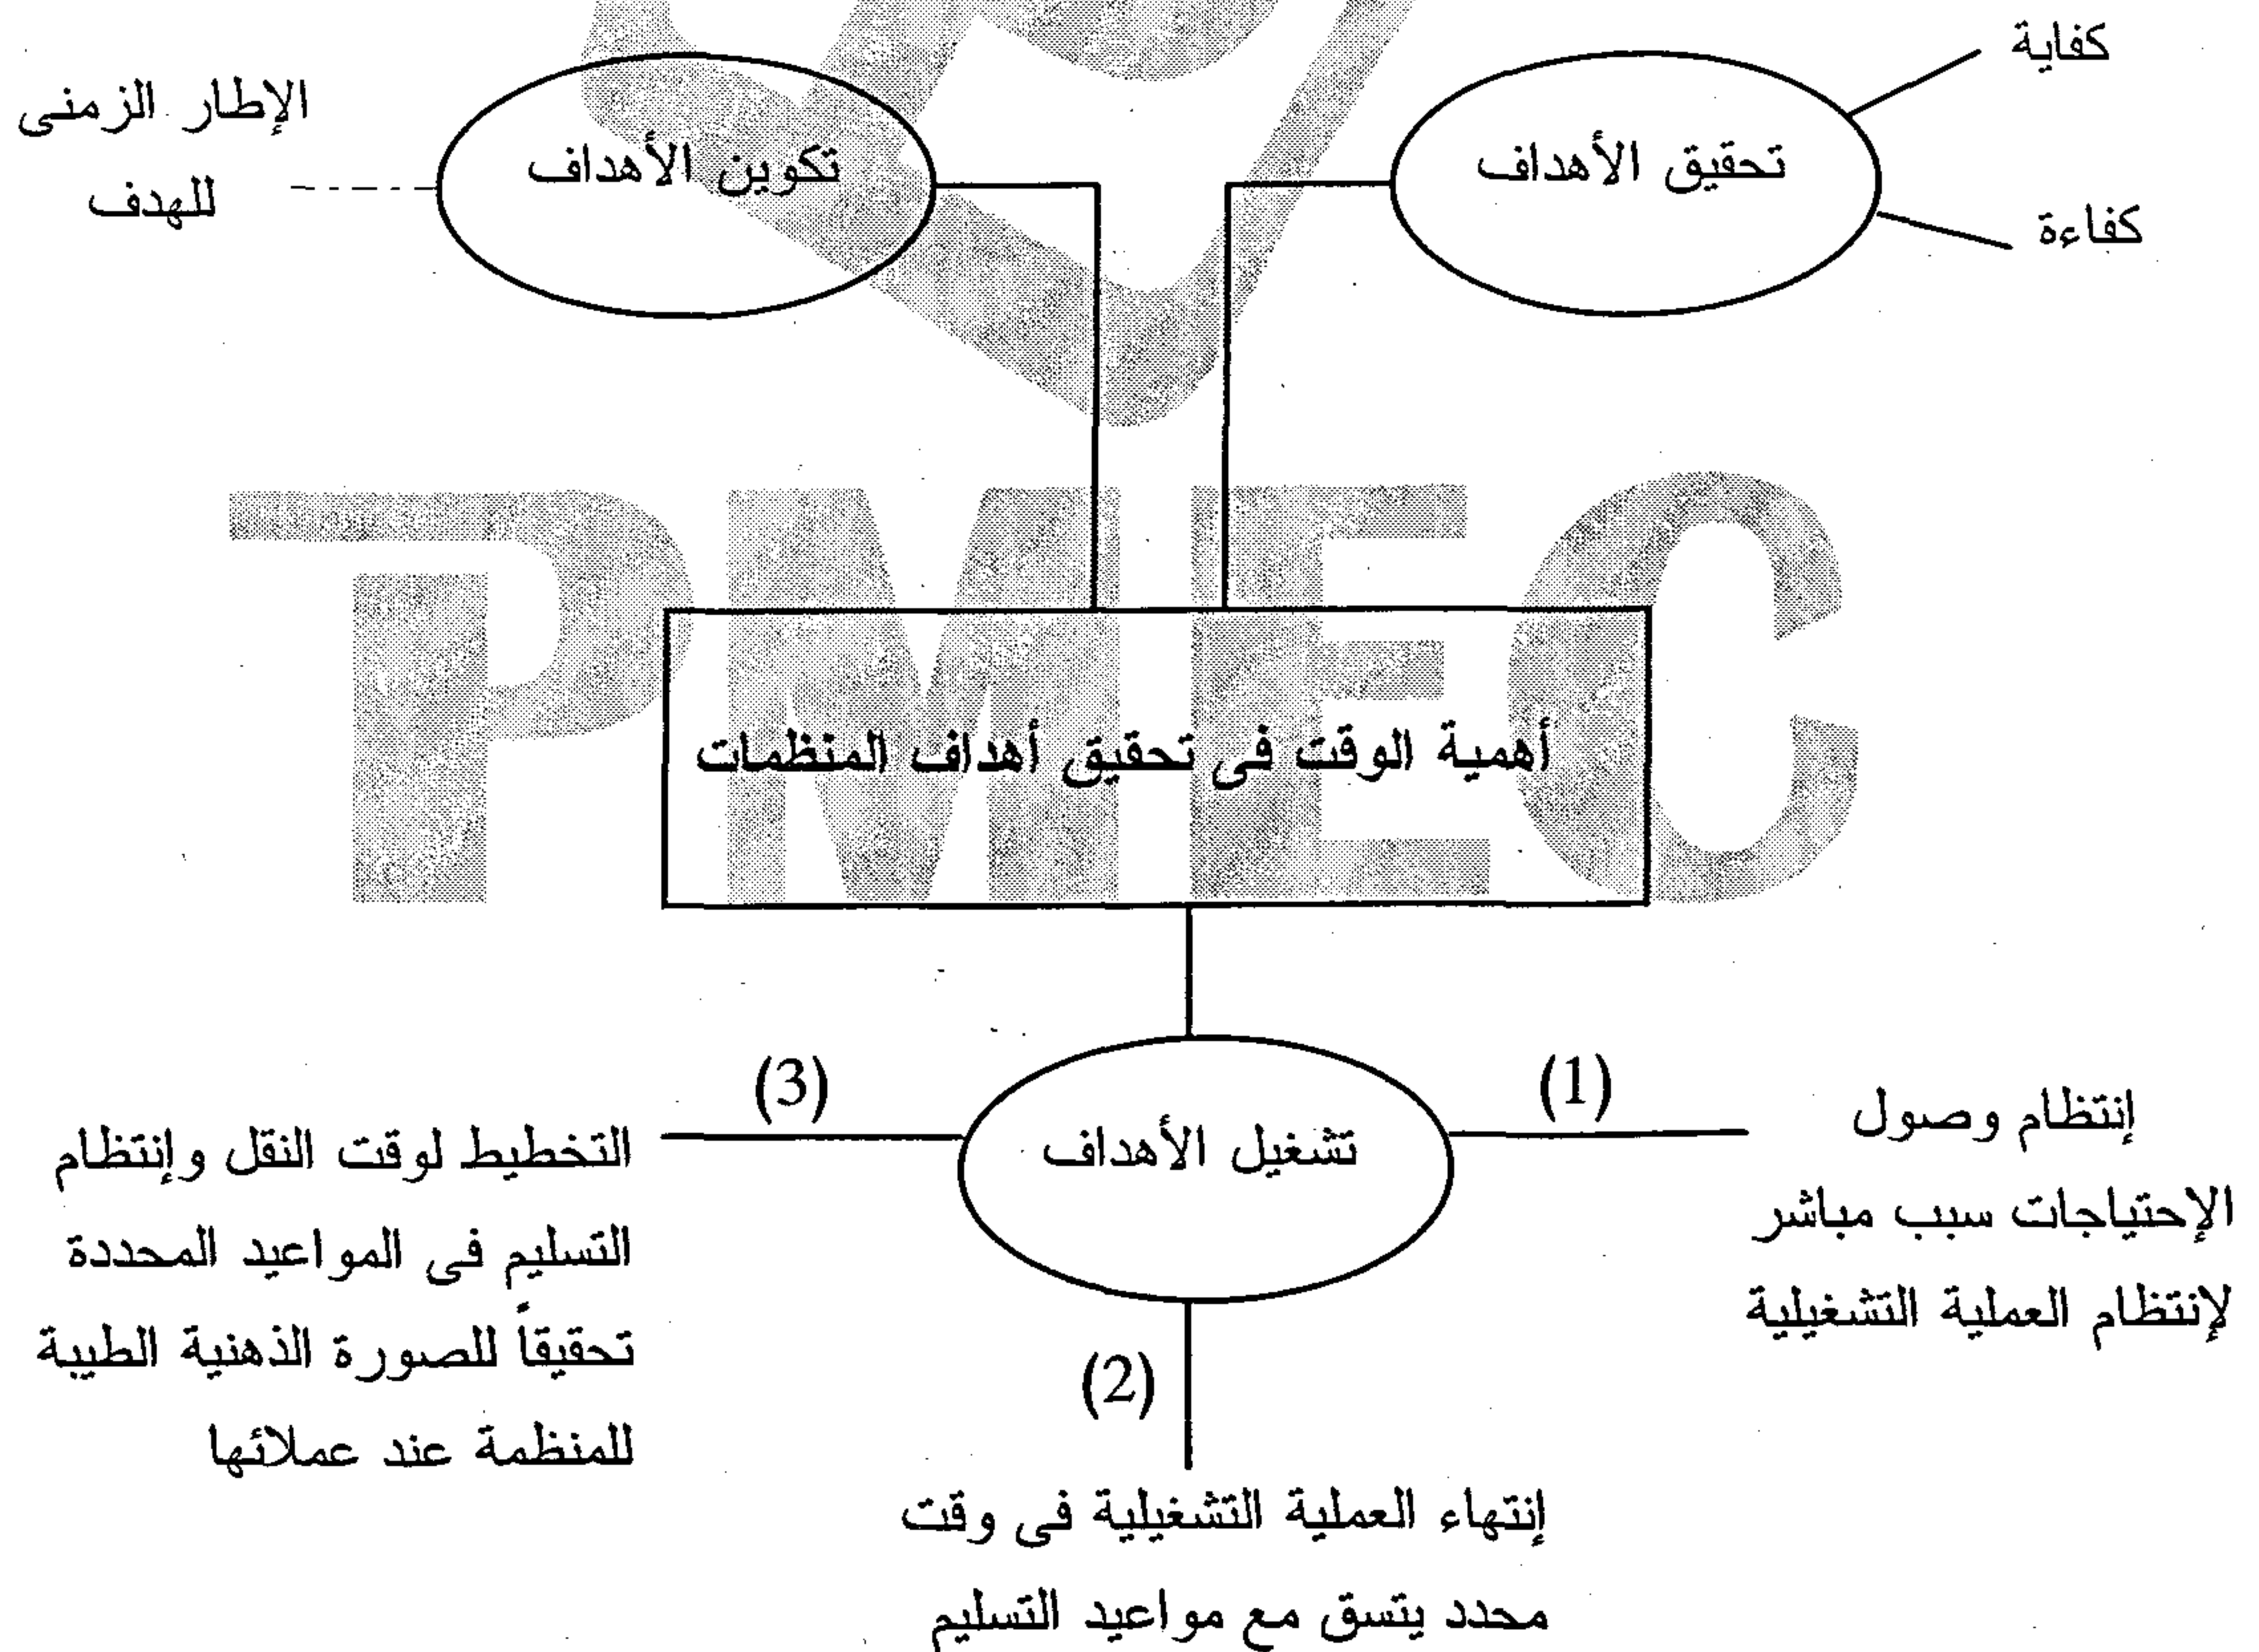 كفاية
تحقيق الأهداف
كفاءة
تكوين الأهداف
الإطار الزمنى
للهدف
PMEC
أهمية الوقت فى تحقيق أهداف المنظمات
تشغيل الأهداف
(1)
إنتظام وصول
الإحتياجات سبب مباشر
لإنتظام العملية التشغيلية
(2)
إنتهاء العملية التشغيلية فى وقت
محدد يتسق مع مواعيد التسليم
(3)
التخطيط لوقت النقل وإنتظام
التسليم فى المواعيد المحددة
تحقيقاً للصورة الذهنية الطيبة
للمنظمة عند عملائها